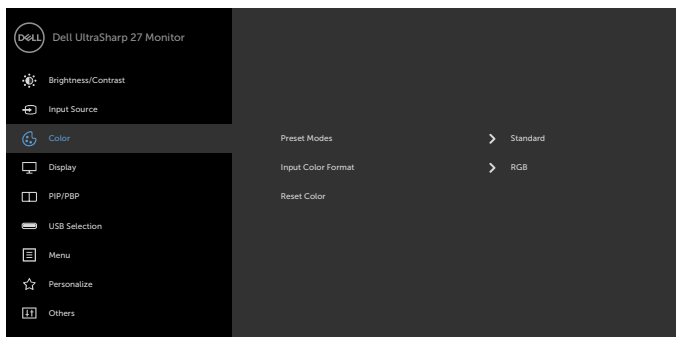 DELL Dell UltraSharp 27 Monitor
Brightness/Contrast
Input Source
Color Preset Modes Standard
Display Input Color Format RGB
PIP/PBP Reset Color
USB Selection
Menu
Personalize
Others